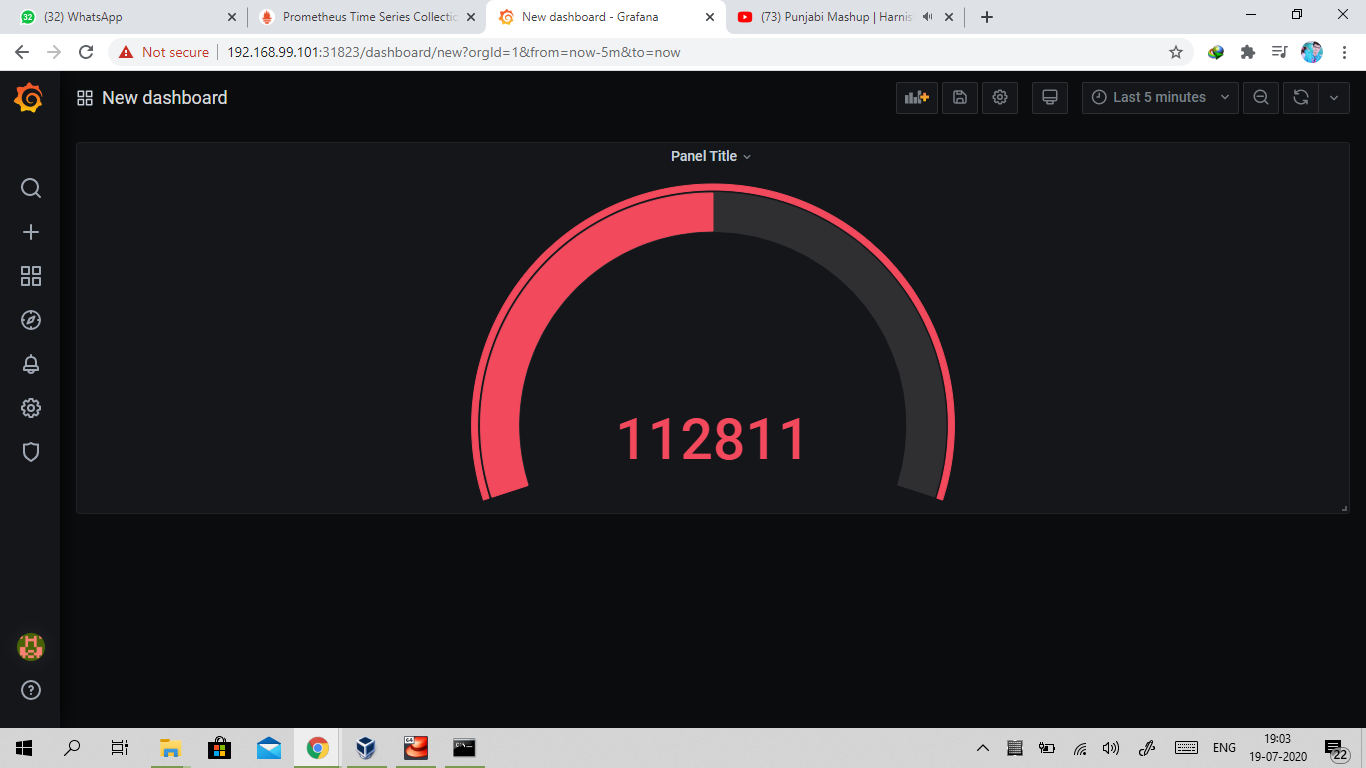 32 (32) WhatsApp
Prometheus Time Series Collectio
New dashboard - Grafana
(73) Punjabi Mashup | Harnis
Not secure 192.168.99.101:31823/dashboard/new?orgId=1&from=now-5m&to=now
New dashboard
Last 5 minutes
Panel Title
112811
ENG
19:03
19-07-2020
22